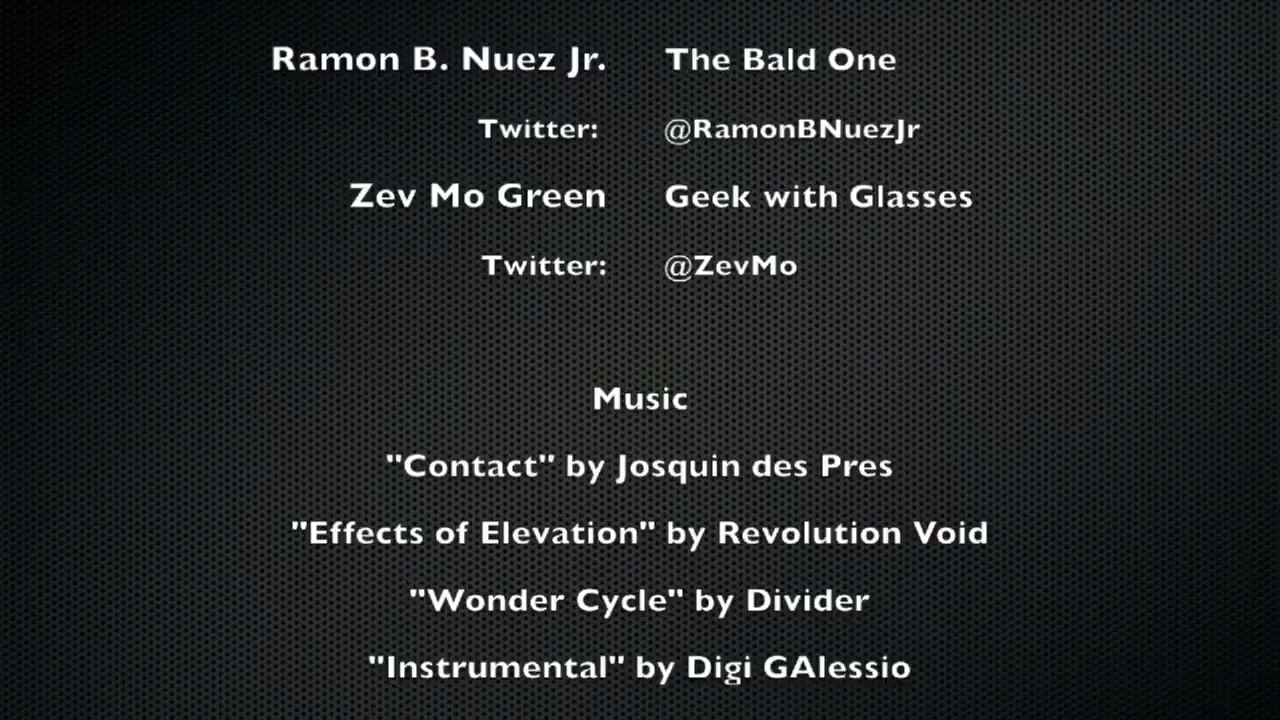 Ramon B. Nuez Jr. The Bald One
Twitter: @RamonBNuezJr
Zev Mo Green Geek with Glasses
Twitter: @ZevMo
Music
"Contact" by Josquin des Pres
"Effects of Elevation" by Revolution Void
"Wonder Cycle" by Divider
"Instrumental" by Digi GAlessio